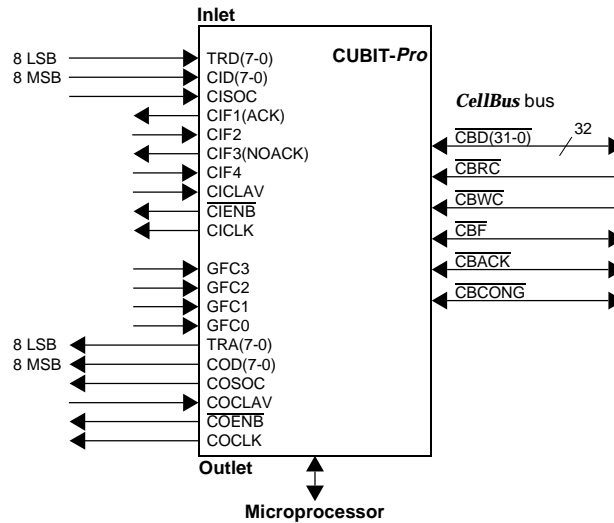 Inlet
CUBIT-Pro
8 LSB TRD(7-0)
8 MSB CID(7-0)
CISOC
CIF1(ACK)
CIF2
CIF3(NOACK)
CIF4
CICLAV
CIENB
CICLK
GFC3
GFC2
GFC1
GFC0
8 LSB TRA(7-0)
8 MSB COD(7-0)
COSOC
COCLAV
COENB
COCLK
Outlet
CellBus bus
CBD(31-0) 32
CBRC
CBWC
CBF
CBACK
CBCONG
Microprocessor